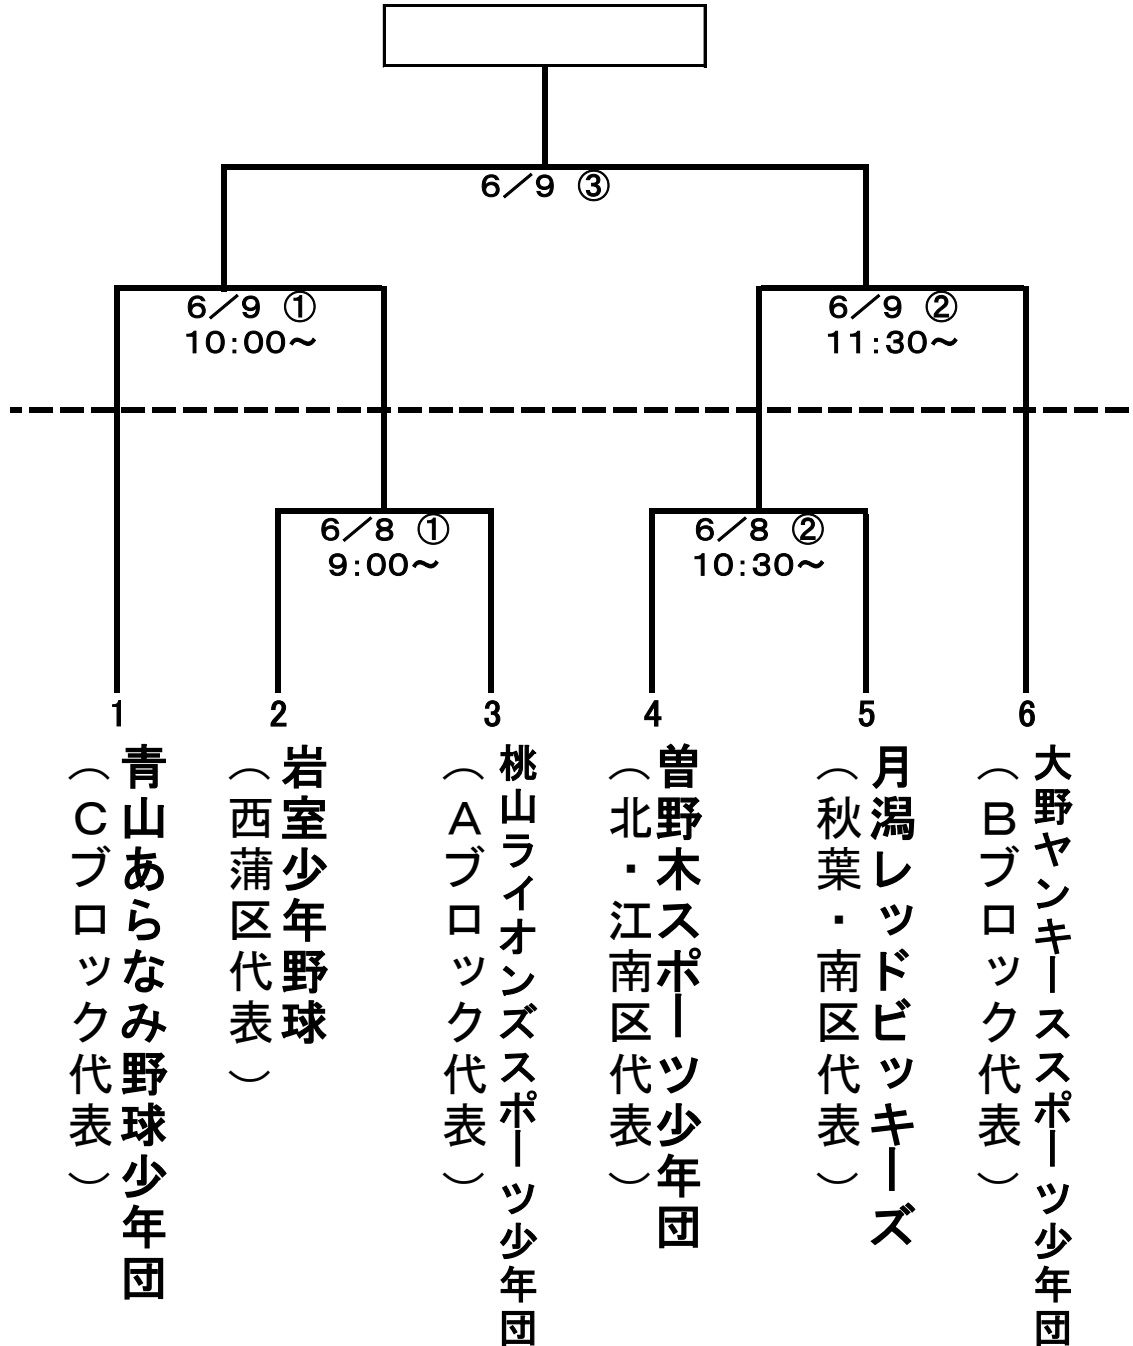 6／9 ③
6／9 ①
10:00～
6／9 ②
11:30～
6／8 ①
9:00～
6／8 ②
10:30～
1
2
3
4
5
6
青山あらなみ野球少年団
（Cブロック代表）
岩室少年野球
（西蒲区代表）
桃山ライオンズスポーツ少年団
（Aブロック代表）
曽野木スポーツ少年団
（北・江南区代表）
月潟レッドビッキーズ
（秋葉・南区代表）
大野ヤンキーススポーツ少年団
（Bブロック代表）